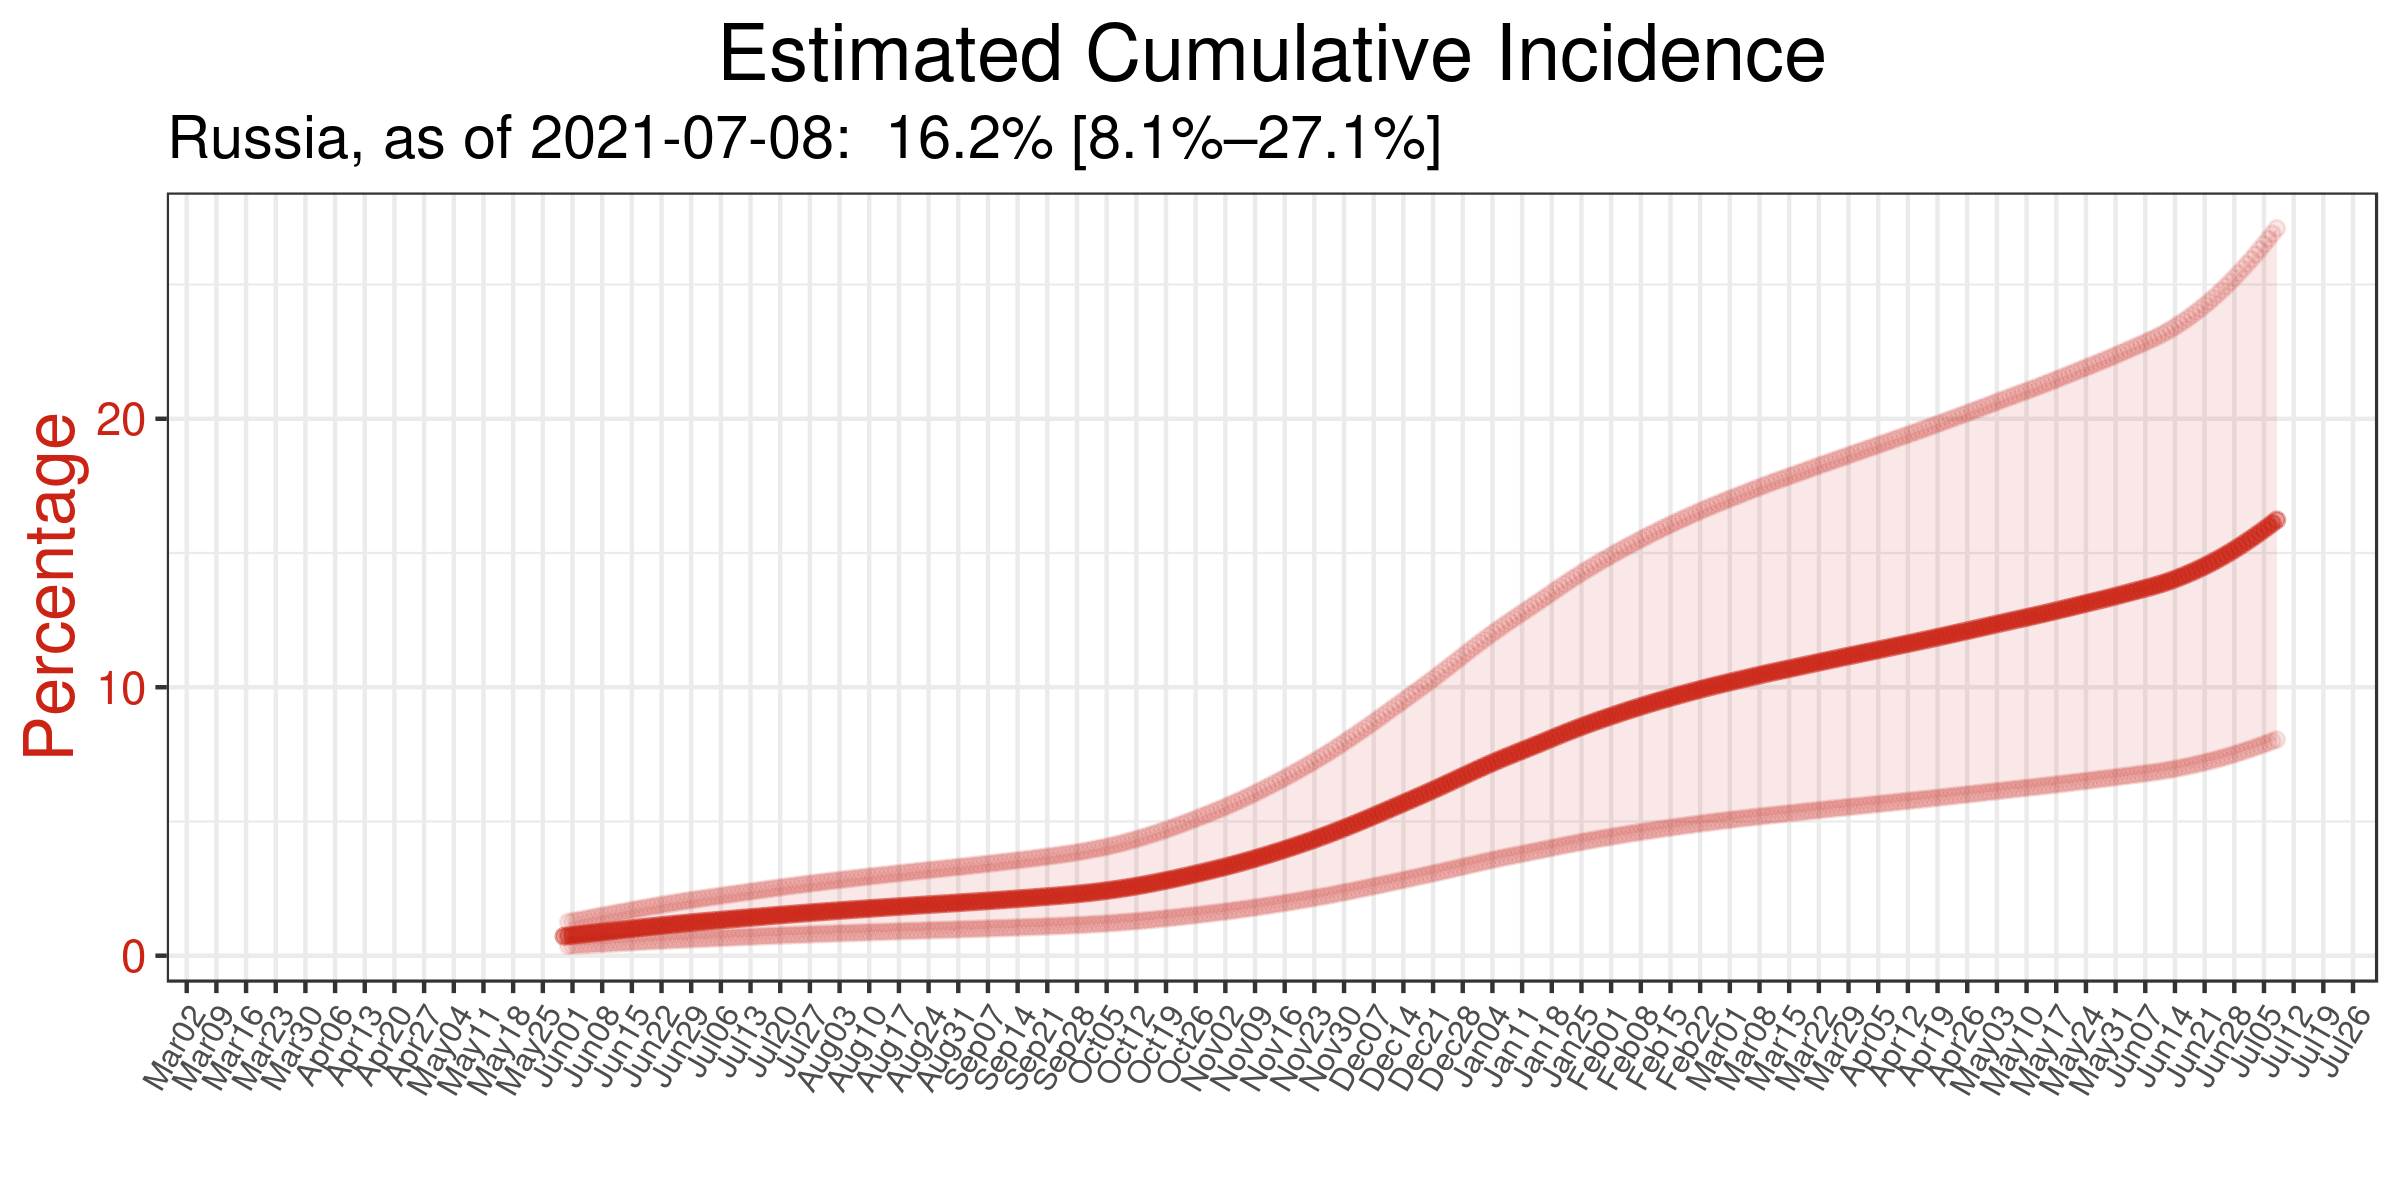 Estimated Cumulative Incidence
Russia, as of 2021-07-08:  16.2% [8.1%–27.1%]
Percentage
20
10
0
Mar02
Mar09
Mar16
Mar23
Mar30
Apr06
Apr13
Apr20
Apr27
May04
May11
May18
May25
Jun01
Jun08
Jun15
Jun22
Jun29
Jul06
Jul13
Jul20
Jul27
Aug03
Aug10
Aug17
Aug24
Aug31
Sep07
Sep14
Sep21
Sep28
Oct05
Oct12
Oct19
Oct26
Nov02
Nov09
Nov16
Nov23
Nov30
Dec07
Dec14
Dec21
Dec28
Jan04
Jan11
Jan18
Jan25
Feb01
Feb08
Feb15
Feb22
Mar01
Mar08
Mar15
Mar22
Mar29
Apr05
Apr12
Apr19
Apr26
May03
May10
May17
May24
May31
Jun07
Jun14
Jun21
Jun28
Jul05
Jul12
Jul19
Jul26